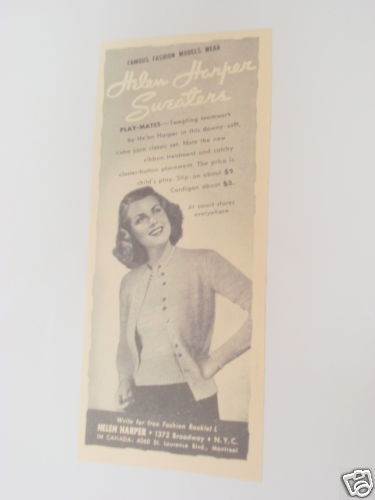 FAMOUS FASHION MODELS WEAR
Helen Harper
Sweaters
PLAY-MATES—Tempting teamwork
by Helen Harper in this downy-soft,
yarn classic set. Note the new
ribbon treatment and catchy
cluster-button placement. The price is
child's play. Slip-on about $9.
Cardigan about $5.
At smart stores
everywhere
Write for free Fashion Booklet L
HELEN HARPER • 1372 Broadway • N.Y.C.
IN CANADA: 4060 St. Laurence Blvd., Montreal
ebY